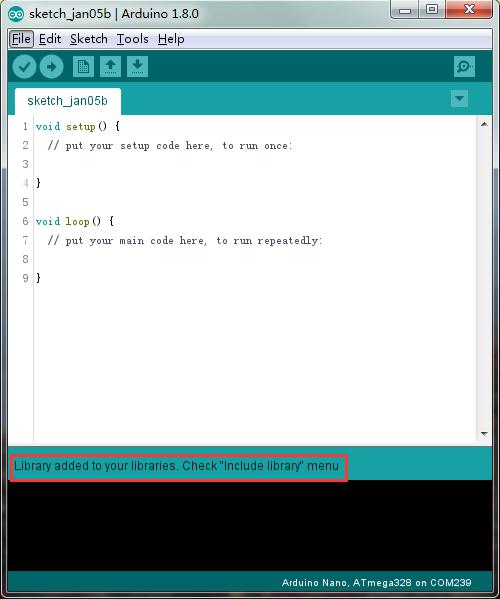 sketch_jan05b | Arduino 1.8.0
File Edit Sketch Tools Help
sketch_jan05b
1 void setup() {
2 // put your setup code here, to run once:
3
4 }
5
6 void loop() {
7 // put your main code here, to run repeatedly:
8
9 }
Library added to your libraries. Check "Include library" menu
Arduino Nano, ATmega328 on COM239